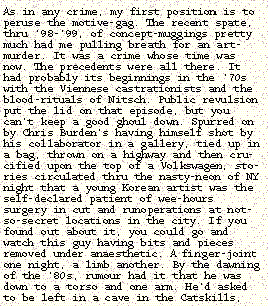 As in any crime, my first position is to
peruse the motive-gag. The recent spate,
thru '98-'99, of concept-muggings pretty
much had me pulling breath for an art-
murder. It was a crime whose time was
now. The precedents were all there. It
had probably its beginnings in the '70s
with the Viennese castrationists and the
blood-rituals of Nitsch. Public revulsion
put the lid on that episode, but you
can't keep a good ghoul down. Spurred on
by Chris Burden's having himself shot by
his collaborator in a gallery, tied up in
a bag, thrown on a highway and then cru-
cified upon the top of a Volkswagen, sto-
ries circulated thru the nasty-neon of NY
night that a young Korean artist was the
self-declared patient of wee-hours
surgery in cut and run operations at not-
so-secret locations in the city. If you
found out about it, you could go and
watch this guy having bits and pieces
removed under anaesthetic. A finger-joint
one night, a limb another. By the dawning
of the '80s, rumour had it that he was
down to a torso and one arm. He'd asked
to be left in a cave in the Catskills,